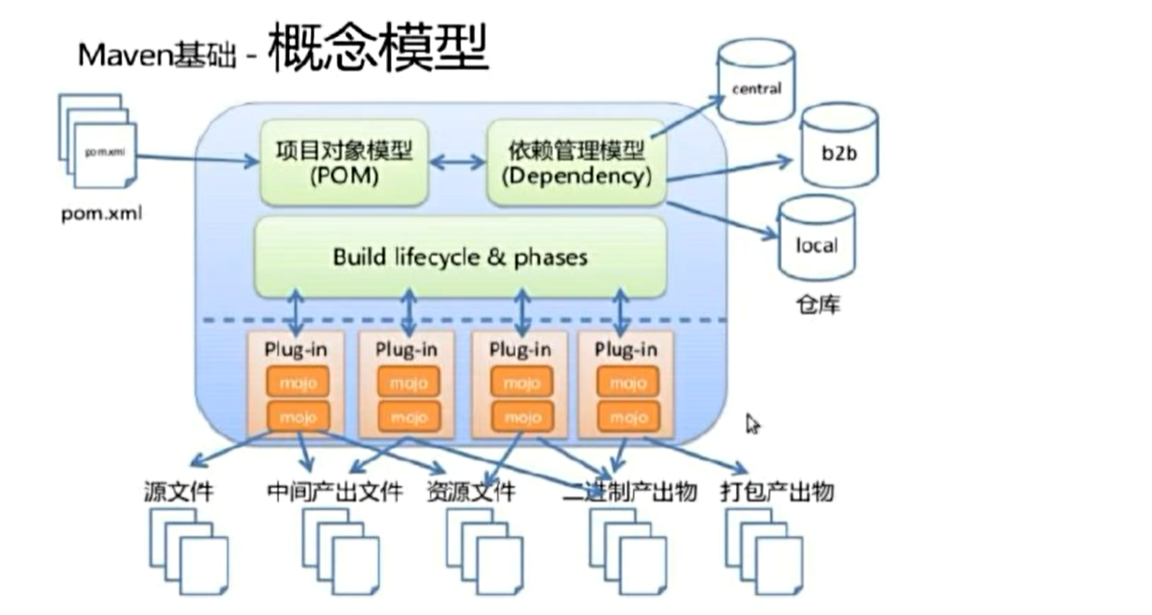 Maven基础 - 概念模型
central
pom.xml
项目对象模型
(POM)
依赖管理模型
(Dependency)
b2b
pom.xml
Build lifecycle & phases
local
仓库
Plug-in
Plug-in
Plug-in
Plug-in
mojo
mojo
mojo
mojo
mojo
mojo
mojo
mojo
源文件
中间产出文件
资源文件
二进制产出物
打包产出物